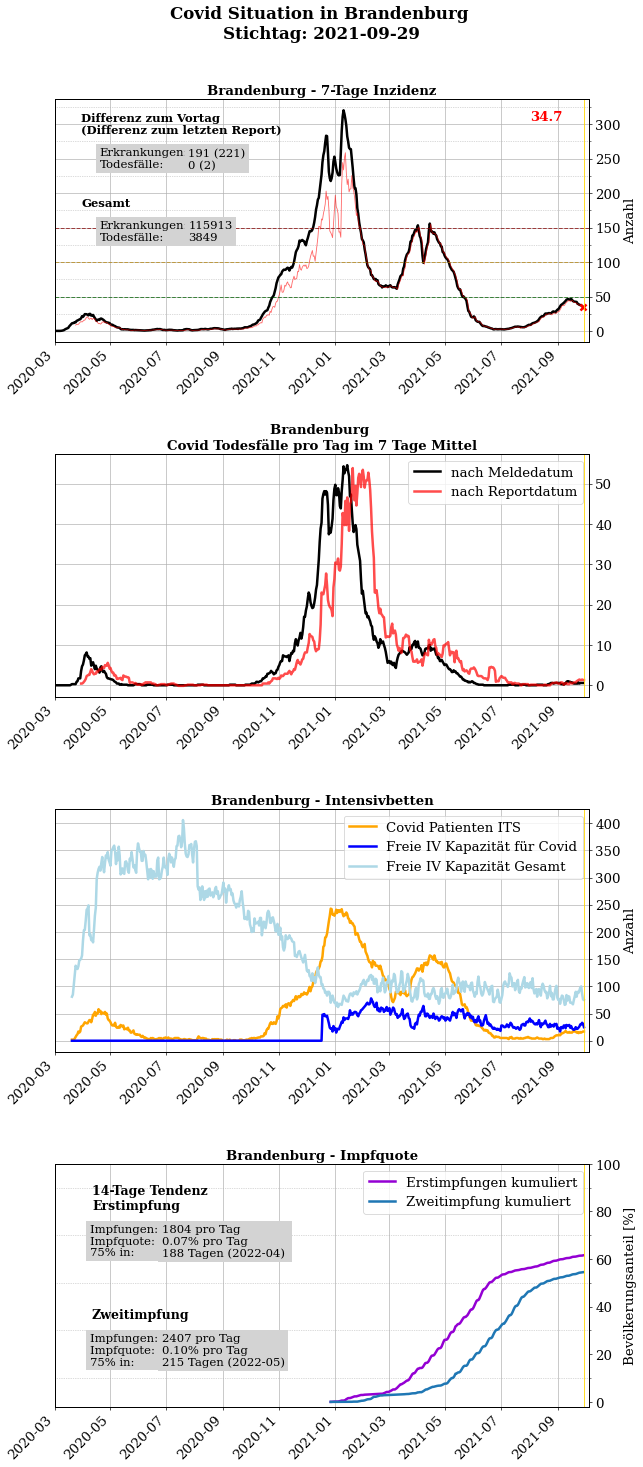 Covid Situation in Brandenburg
Stichtag: 2021-09-29
Brandenburg - 7-Tage Inzidenz
Differenz zum Vortag
(Differenz zum letzten Report)
Erkrankungen 191 (221)
Todesfälle: 0 (2)
Gesamt
Erkrankungen 115913
Todesfälle: 3849
34.7
300
250
200
150
100
50
0
Anzahl
2020-03 2020-05 2020-07 2020-09 2020-11 2021-01 2021-03 2021-05 2021-07 2021-09
Brandenburg
Covid Todesfälle pro Tag im 7 Tage Mittel
nach Meldedatum
nach Reportdatum
50
40
30
20
10
0
2020-03 2020-05 2020-07 2020-09 2020-11 2021-01 2021-03 2021-05 2021-07 2021-09
Brandenburg - Intensivbetten
Covid Patienten ITS
Freie IV Kapazität für Covid
Freie IV Kapazität Gesamt
400
350
300
250
200
150
100
50
0
Anzahl
2020-03 2020-05 2020-07 2020-09 2020-11 2021-01 2021-03 2021-05 2021-07 2021-09
Brandenburg - Impfquote
14-Tage Tendenz
Erstimpfung
Impfungen: 1804 pro Tag
Impfquote: 0.07% pro Tag
75% in: 188 Tagen (2022-04)
Zweitimpfung
Impfungen: 2407 pro Tag
Impfquote: 0.10% pro Tag
75% in: 215 Tagen (2022-05)
Erstimpfungen kumuliert
Zweitimpfung kumuliert
100
80
60
40
20
0
Bevölkerungsanteil [%]
2020-03 2020-05 2020-07 2020-09 2020-11 2021-01 2021-03 2021-05 2021-07 2021-09